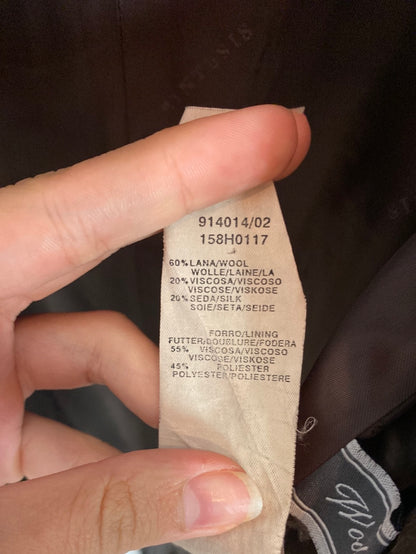 914014/02
158H0117
60% LANA/WOOL
WOLLE/LAINE/LA
20% VISCOSA/VISCOSO
VISCOSE/VISKOSE
20% SEDA/SILK
SOIE/SETA/SEIDE
FORRO/LINING
FUTTER/DOUBLURE/FODERA
55% VISCOSA/VISCOSO
VISCOSE/VISKOSE
45% POLIESTER
POLYESTER/POLIESTERE